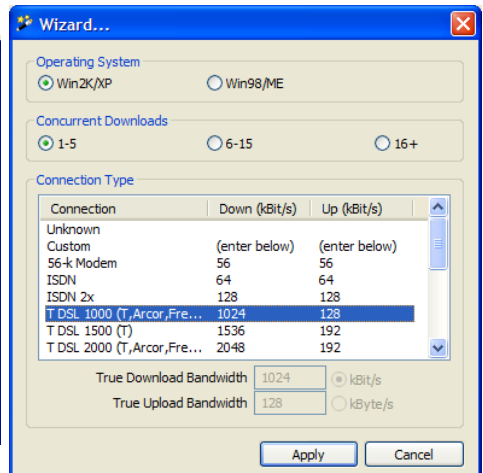 Wizard...
Operating System
Win2K/XP Win98/ME
Concurrent Downloads
1-5 6-15 16+
Connection Type
Connection Down (kBit/s) Up (kBit/s)
Unknown
Custom (enter below) (enter below)
56-k Modem 56 56
ISDN 64 64
ISDN 2x 128 128
T DSL 1000 (T,Arcor,Fre... 1024 128
T DSL 1500 (T) 1536 192
T DSL 2000 (T,Arcor,Fre... 2048 192
True Download Bandwidth 1024 kBit/s
True Upload Bandwidth 128 kByte/s
Apply Cancel